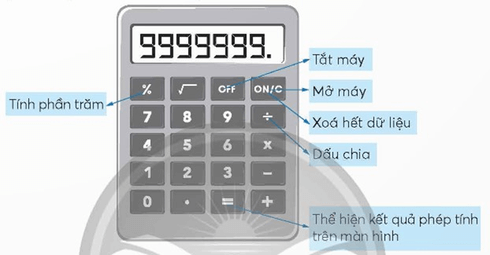 9999999.
Tắt máy
% √ OFF ON/C
Mở máy
Tính phần trăm
7 8 9 ÷
Xoá hết dữ liệu
4 5 6 x
Dấu chia
1 2 3 −
0 . = +
Thể hiện kết quả phép tính
trên màn hình